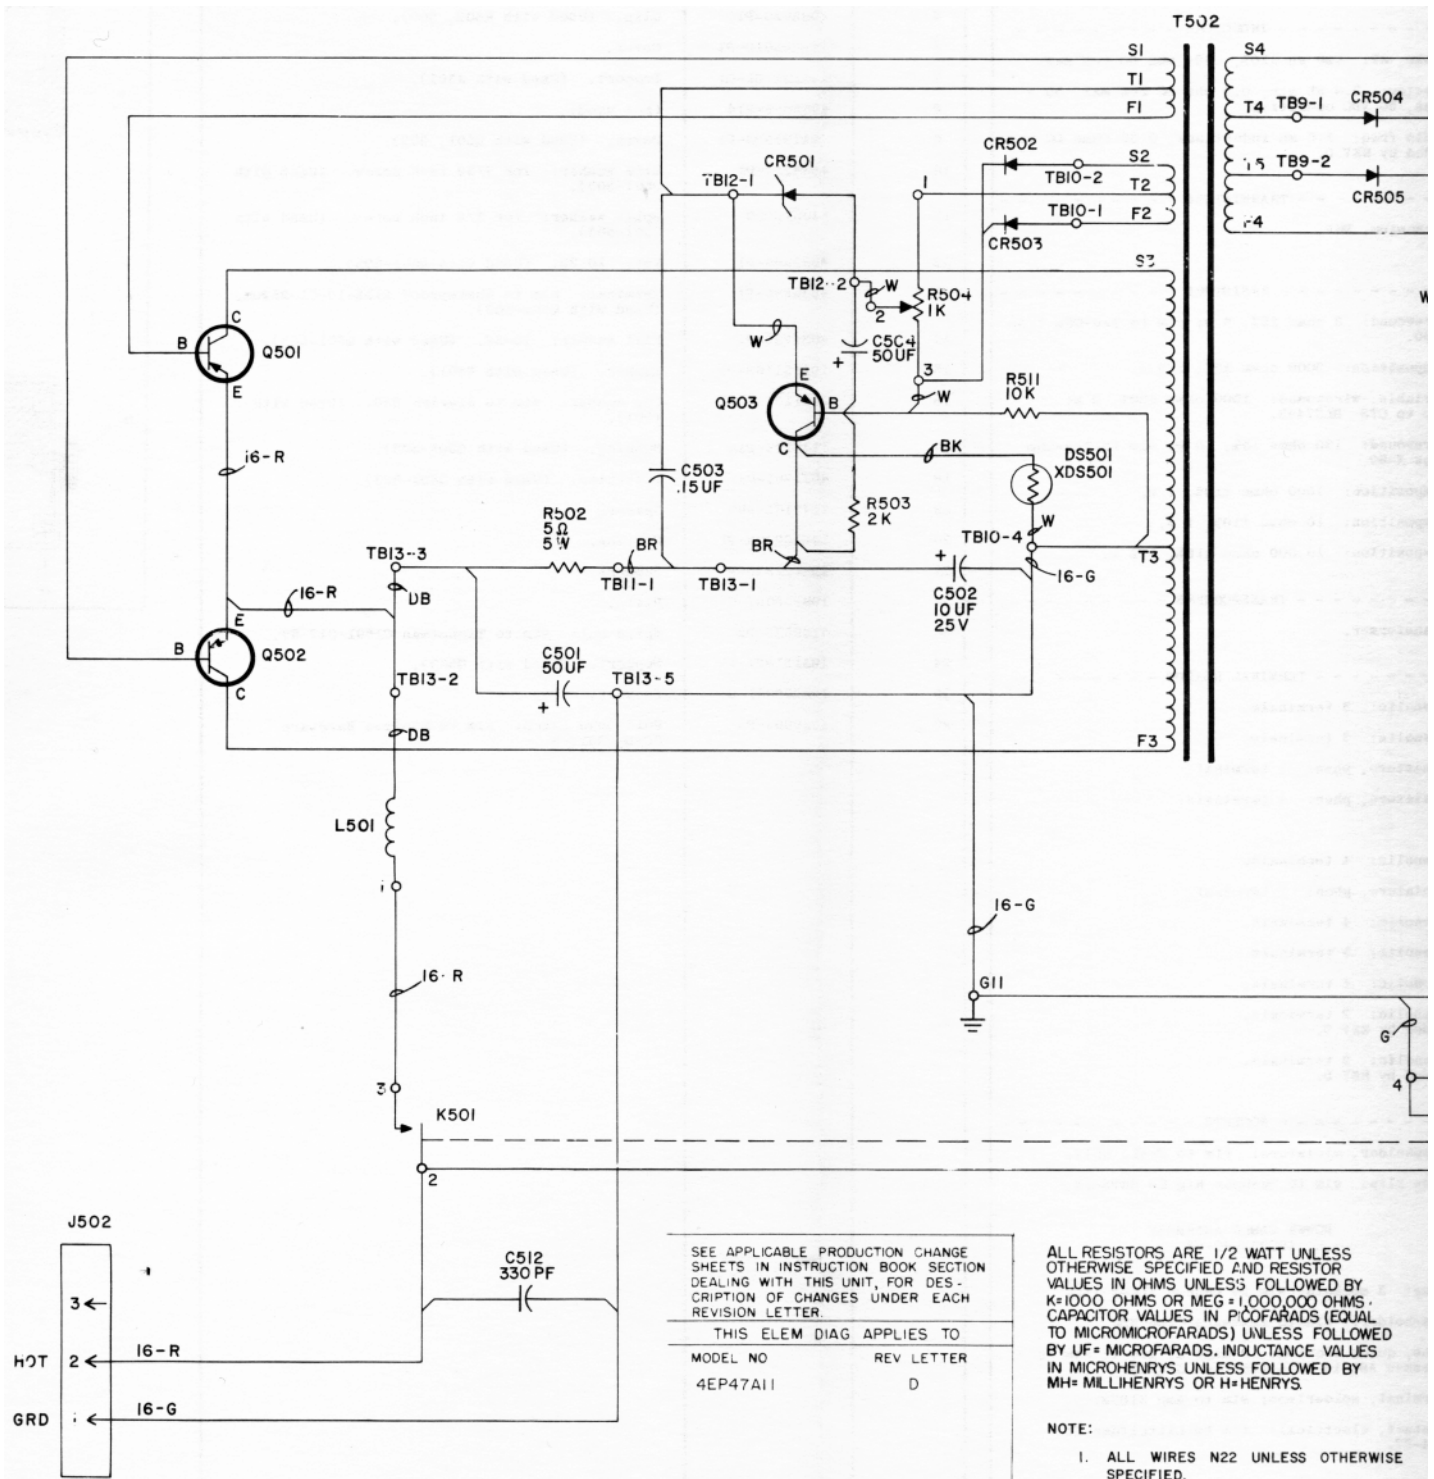 T502
S1
S4
T1
F1
T4
TB9-1
CR504
CR502
S2
CR501
TB12-1
TB10-2
T2
1
TB9-2
TB10-1
F2
CR505
CR503
F4
S3
TB12-2
W
R504
1K
2
C504
50UF
+
C
B
Q501
E
W
3
W
R511
10K
E
Q503
B
C
BK
DS501
XDS501
16-R
C503
.15UF
R503
2K
R502
5Ω
5W
TB10-4
W
T3
TB13-3
BR
BR
+
16-G
TB11-1
TB13-1
C502
10UF
25V
16-R
DB
E
B
Q502
C
C501
50UF
TB13-2
TB13-5
+
DB
F3
L501
1
16-G
16-R
G11
G
3
4
K501
2
J502
C512
330PF
3
HOT
2
16-R
GRD
1
16-G
SEE APPLICABLE PRODUCTION CHANGE
SHEETS IN INSTRUCTION BOOK SECTION
DEALING WITH THIS UNIT, FOR DES-
CRIPTION OF CHANGES UNDER EACH
REVISION LETTER.
THIS ELEM DIAG APPLIES TO
MODEL NO
REV LETTER
4EP47A11
D
ALL RESISTORS ARE 1/2 WATT UNLESS
OTHERWISE SPECIFIED AND RESISTOR
VALUES IN OHMS UNLESS FOLLOWED BY
K=1000 OHMS OR MEG=1,000,000 OHMS.
CAPACITOR VALUES IN PICOFARADS (EQUAL
TO MICROMICROFARADS) UNLESS FOLLOWED
BY UF= MICROFARADS. INDUCTANCE VALUES
IN MICROHENRYS UNLESS FOLLOWED BY
MH= MILLIHENRYS OR H=HENRYS.
NOTE:
1. ALL WIRES N22 UNLESS OTHERWISE
SPECIFIED.